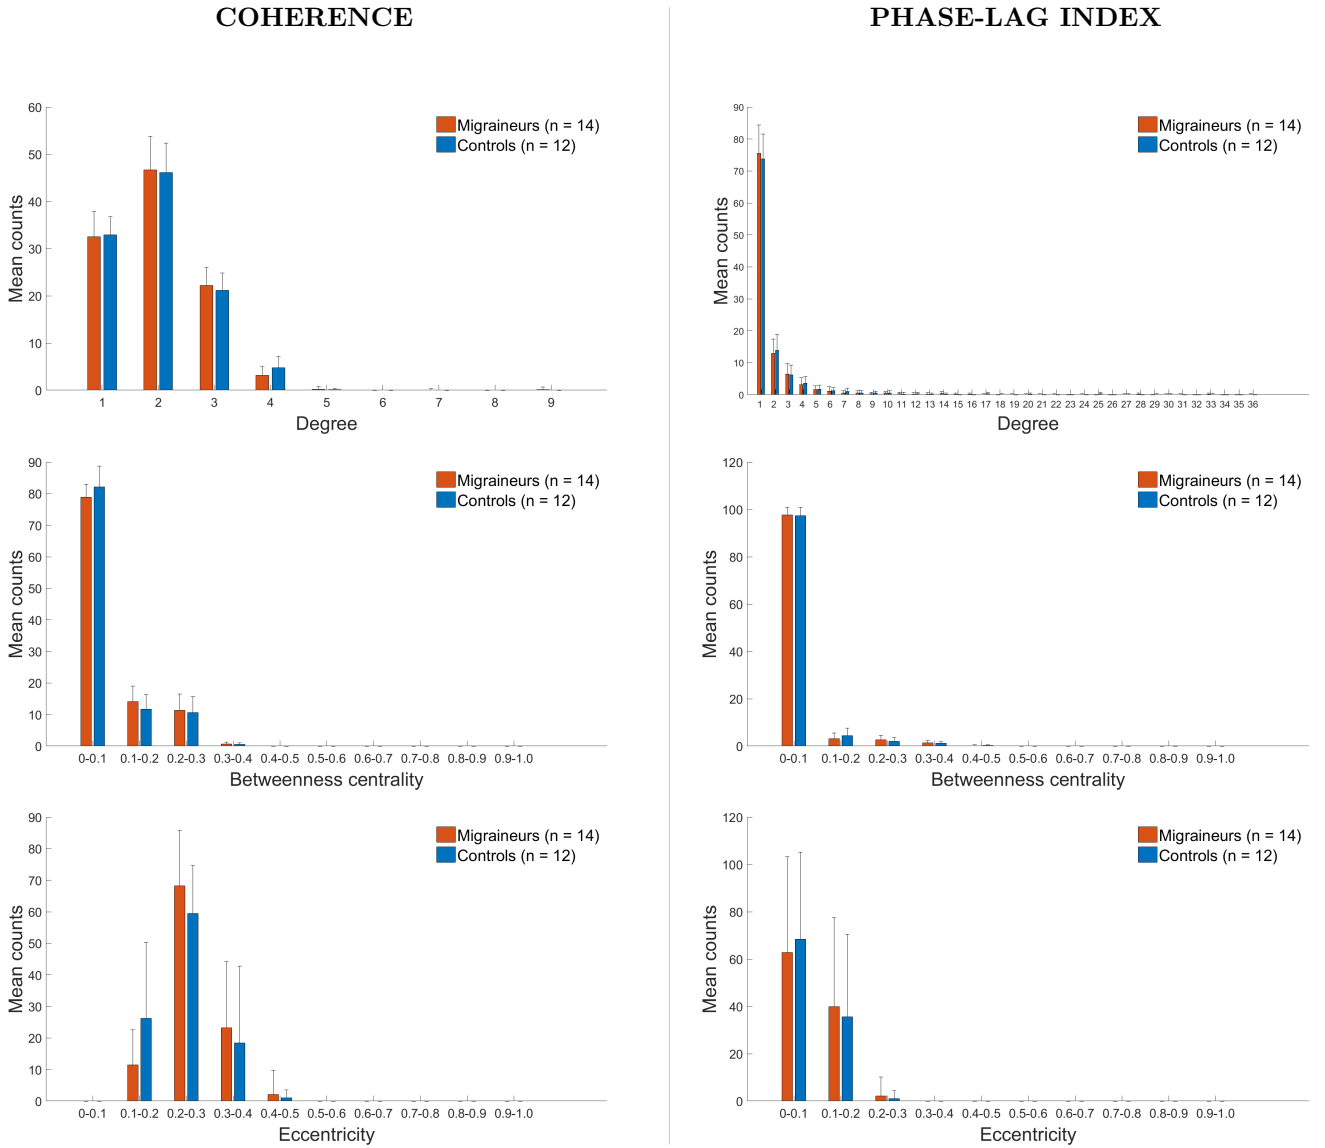 COHERENCE
PHASE-LAG INDEX
60
50
40
30
20
10
0
Mean counts
Migraineurs (n = 14)
Controls (n = 12)
1 2 3 4 5 6 7 8 9
Degree
90
80
70
60
50
40
30
20
10
0
Mean counts
Migraineurs (n = 14)
Controls (n = 12)
1 2 3 4 5 6 7 8 9 10 11 12 13 14 15 16 17 18 19 20 21 22 23 24 25 26 27 28 29 30 31 32 33 34 35 36
Degree
90
80
70
60
50
40
30
20
10
0
Mean counts
Migraineurs (n = 14)
Controls (n = 12)
0-0.1 0.1-0.2 0.2-0.3 0.3-0.4 0.4-0.5 0.5-0.6 0.6-0.7 0.7-0.8 0.8-0.9 0.9-1.0
Betweenness centrality
120
100
80
60
40
20
0
Mean counts
Migraineurs (n = 14)
Controls (n = 12)
0-0.1 0.1-0.2 0.2-0.3 0.3-0.4 0.4-0.5 0.5-0.6 0.6-0.7 0.7-0.8 0.8-0.9 0.9-1.0
Betweenness centrality
90
80
70
60
50
40
30
20
10
0
Mean counts
Migraineurs (n = 14)
Controls (n = 12)
0-0.1 0.1-0.2 0.2-0.3 0.3-0.4 0.4-0.5 0.5-0.6 0.6-0.7 0.7-0.8 0.8-0.9 0.9-1.0
Eccentricity
120
100
80
60
40
20
0
Mean counts
Migraineurs (n = 14)
Controls (n = 12)
0-0.1 0.1-0.2 0.2-0.3 0.3-0.4 0.4-0.5 0.5-0.6 0.6-0.7 0.7-0.8 0.8-0.9 0.9-1.0
Eccentricity